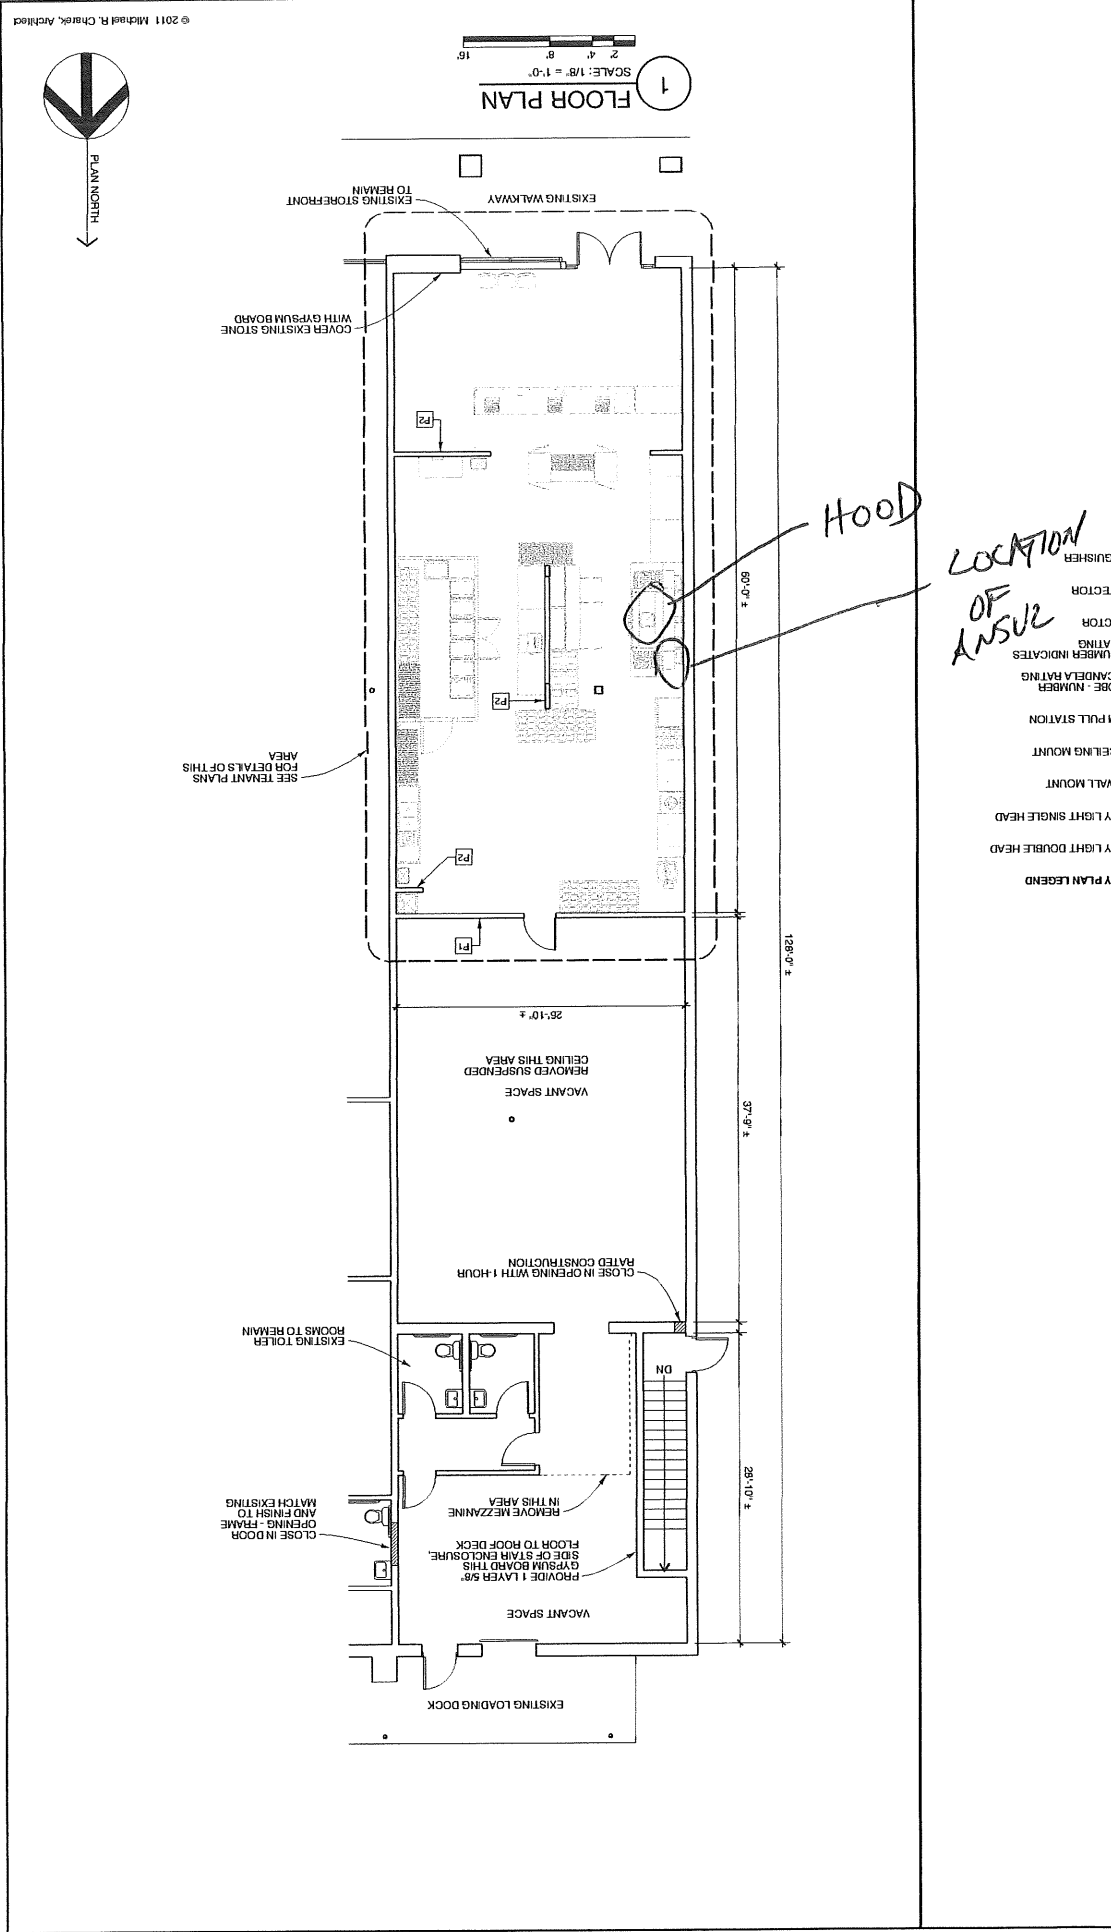 EXISTING LOADING DOCK
VACANT SPACE
PROVIDE 1 LAYER 5/8"
GYPSUM BOARD THIS
SIDE OF STAIR ENCLOSURE,
FLOOR TO ROOF DECK
CLOSE IN DOOR
OPENING - FRAME
AND FINISH TO
MATCH EXISTING
REMOVE MEZZANINE
IN THIS AREA
28'-10" ±
DN
EXISTING TOILER
ROOMS TO REMAIN
CLOSE IN OPENING WITH 1-HOUR
RATED CONSTRUCTION
37'-9" ±
VACANT SPACE
REMOVED SUSPENDED
CEILING THIS AREA
26'-10" ±
126'-0" ±
P1
P2
Y PLAN LEGEND
Y LIGHT DOUBLE HEAD
Y LIGHT SINGLE HEAD
WALL MOUNT
CEILING MOUNT
M PULL STATION
OBE - NUMBER
CANDELA RATING
UMBER INDICATES
ATING
CTOR
TECTOR
GUISHER
SEE TENANT PLANS
FOR DETAILS OF THIS
AREA
P2
60'-0" ±
HOOD
LOCATION
OF
ANSUL
P2
COVER EXISTING STONE
WITH GYPSUM BOARD
EXISTING WALKWAY
EXISTING STOREFRONT
TO REMAIN
PLAN NORTH
1
FLOOR PLAN
SCALE: 1/8" = 1'-0"
2' 4' 8' 16'
© 2011 Michael R. Charek, Architect